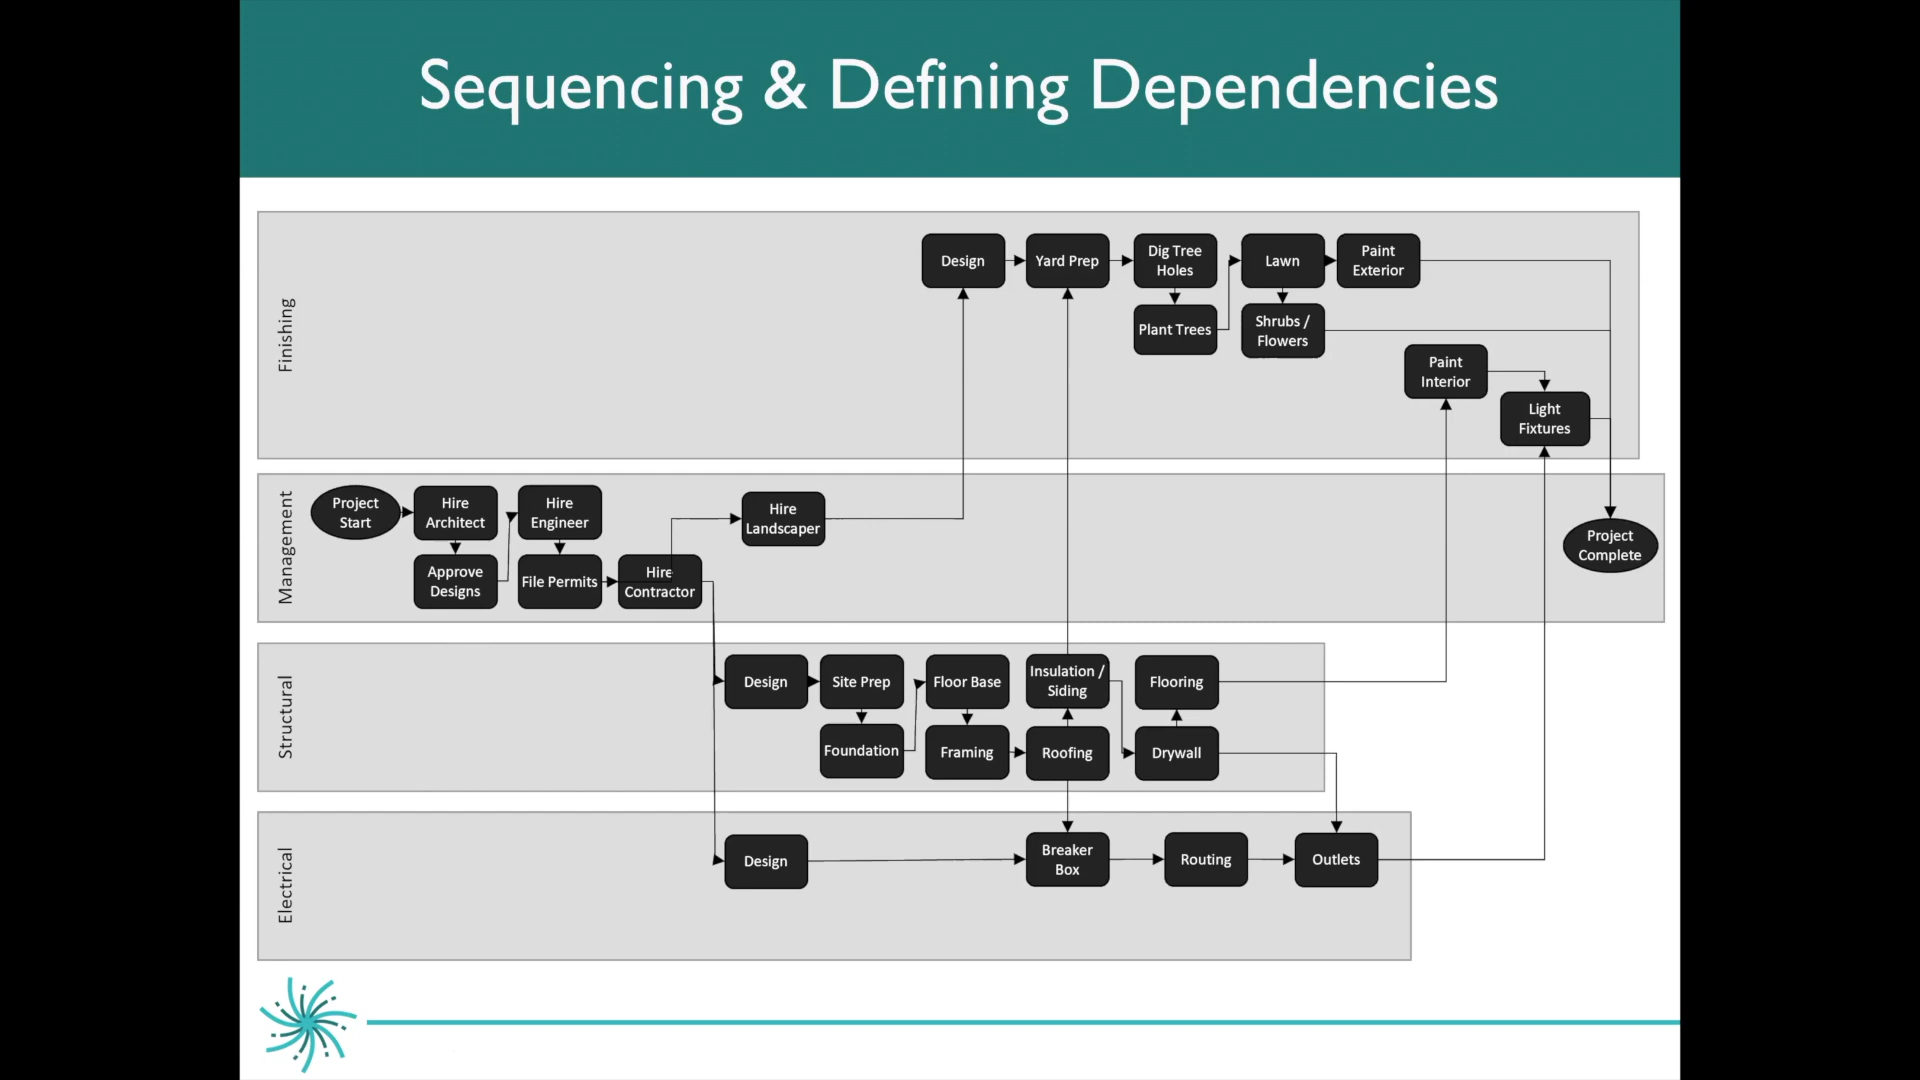 Sequencing & Defining Dependencies
Finishing
Design
Yard Prep
Dig Tree
Holes
Lawn
Paint
Exterior
Plant Trees
Shrubs /
Flowers
Paint
Interior
Light
Fixtures
Management
Project
Start
Hire
Architect
Hire
Engineer
Hire
Landscaper
Approve
Designs
File Permits
Hire
Contractor
Project
Complete
Structural
Design
Site Prep
Floor Base
Insulation /
Siding
Flooring
Foundation
Framing
Roofing
Drywall
Electrical
Design
Breaker
Box
Routing
Outlets